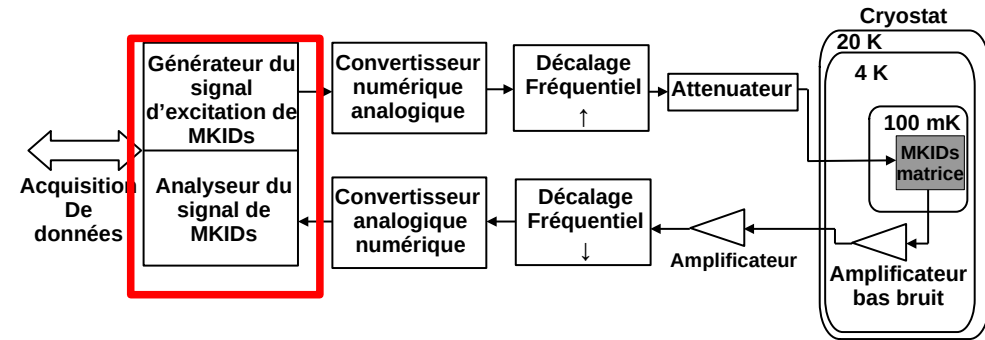 Cryostat
20 K
4 K
100 mK
MKIDs
matrice
Générateur du
signal
d'excitation de
MKIDs
Convertisseur
numérique
analogique
Décalage
Fréquentiel
↑
Attenuateur
Acquisition
De
données
Analyseur du
signal de
MKIDs
Convertisseur
analogique
numérique
Décalage
Fréquentiel
↓
Amplificateur
Amplificateur
bas bruit